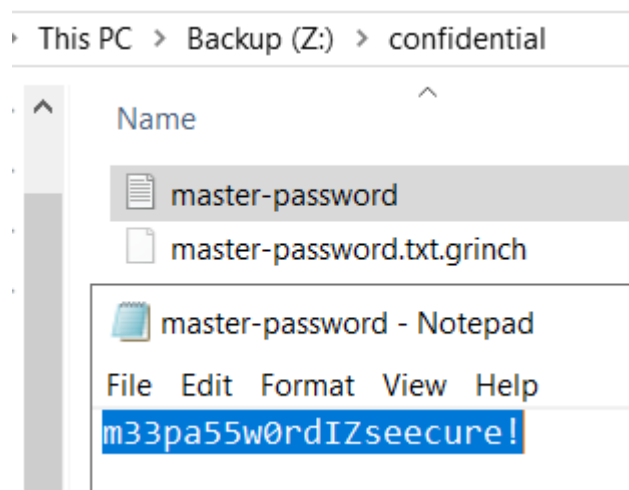 This PC > Backup (Z:) > confidential
Name
master-password
master-password.txt.grinch
master-password - Notepad
File Edit Format View Help
m33pa55w0rdIZseecure!